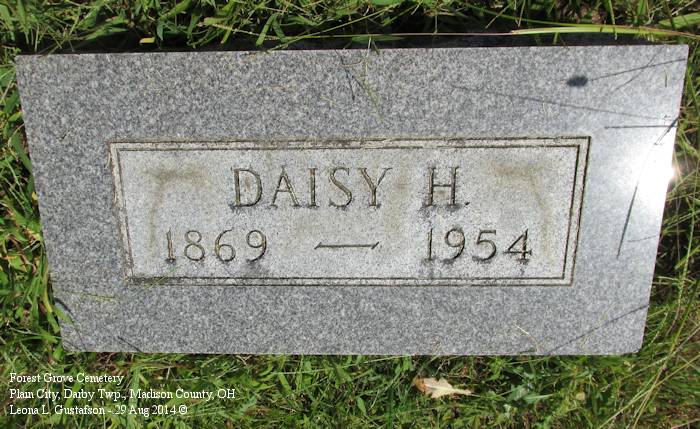 DAISY H.
1869 — 1954
Forest Grove Cemetery
Plain City, Darby Twp., Madison County, OH
Leona L. Gustafson - 29 Aug 2014 ©